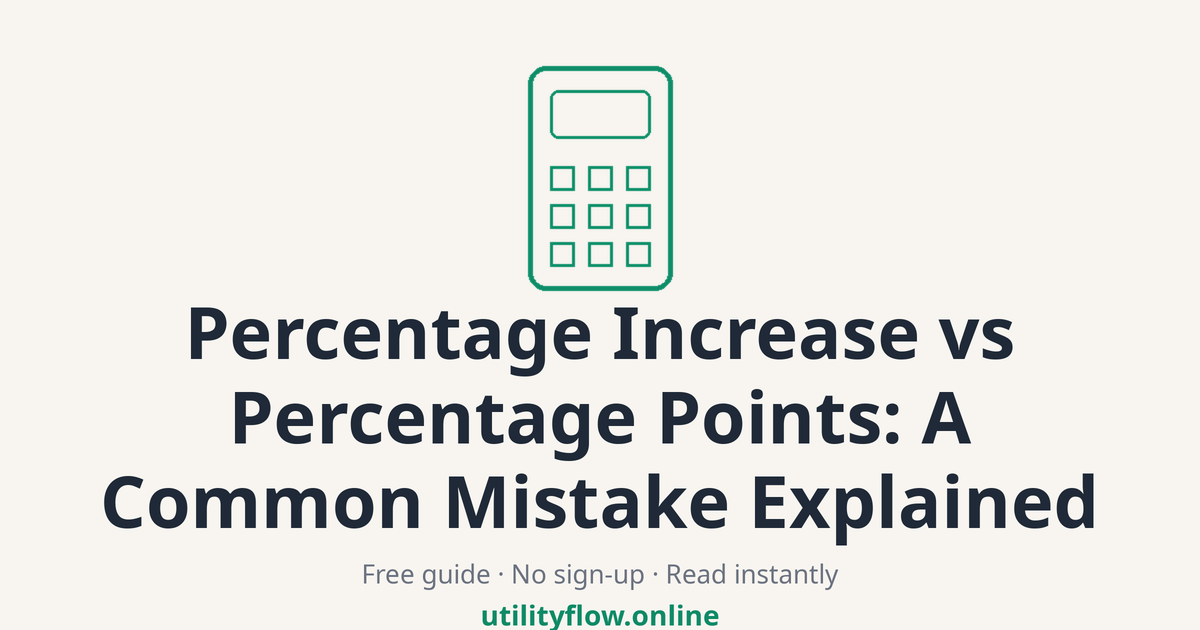 Percentage Increase vs
Percentage Points: A
Common Mistake Explained
Free guide · No sign-up · Read instantly
utilityflow.online